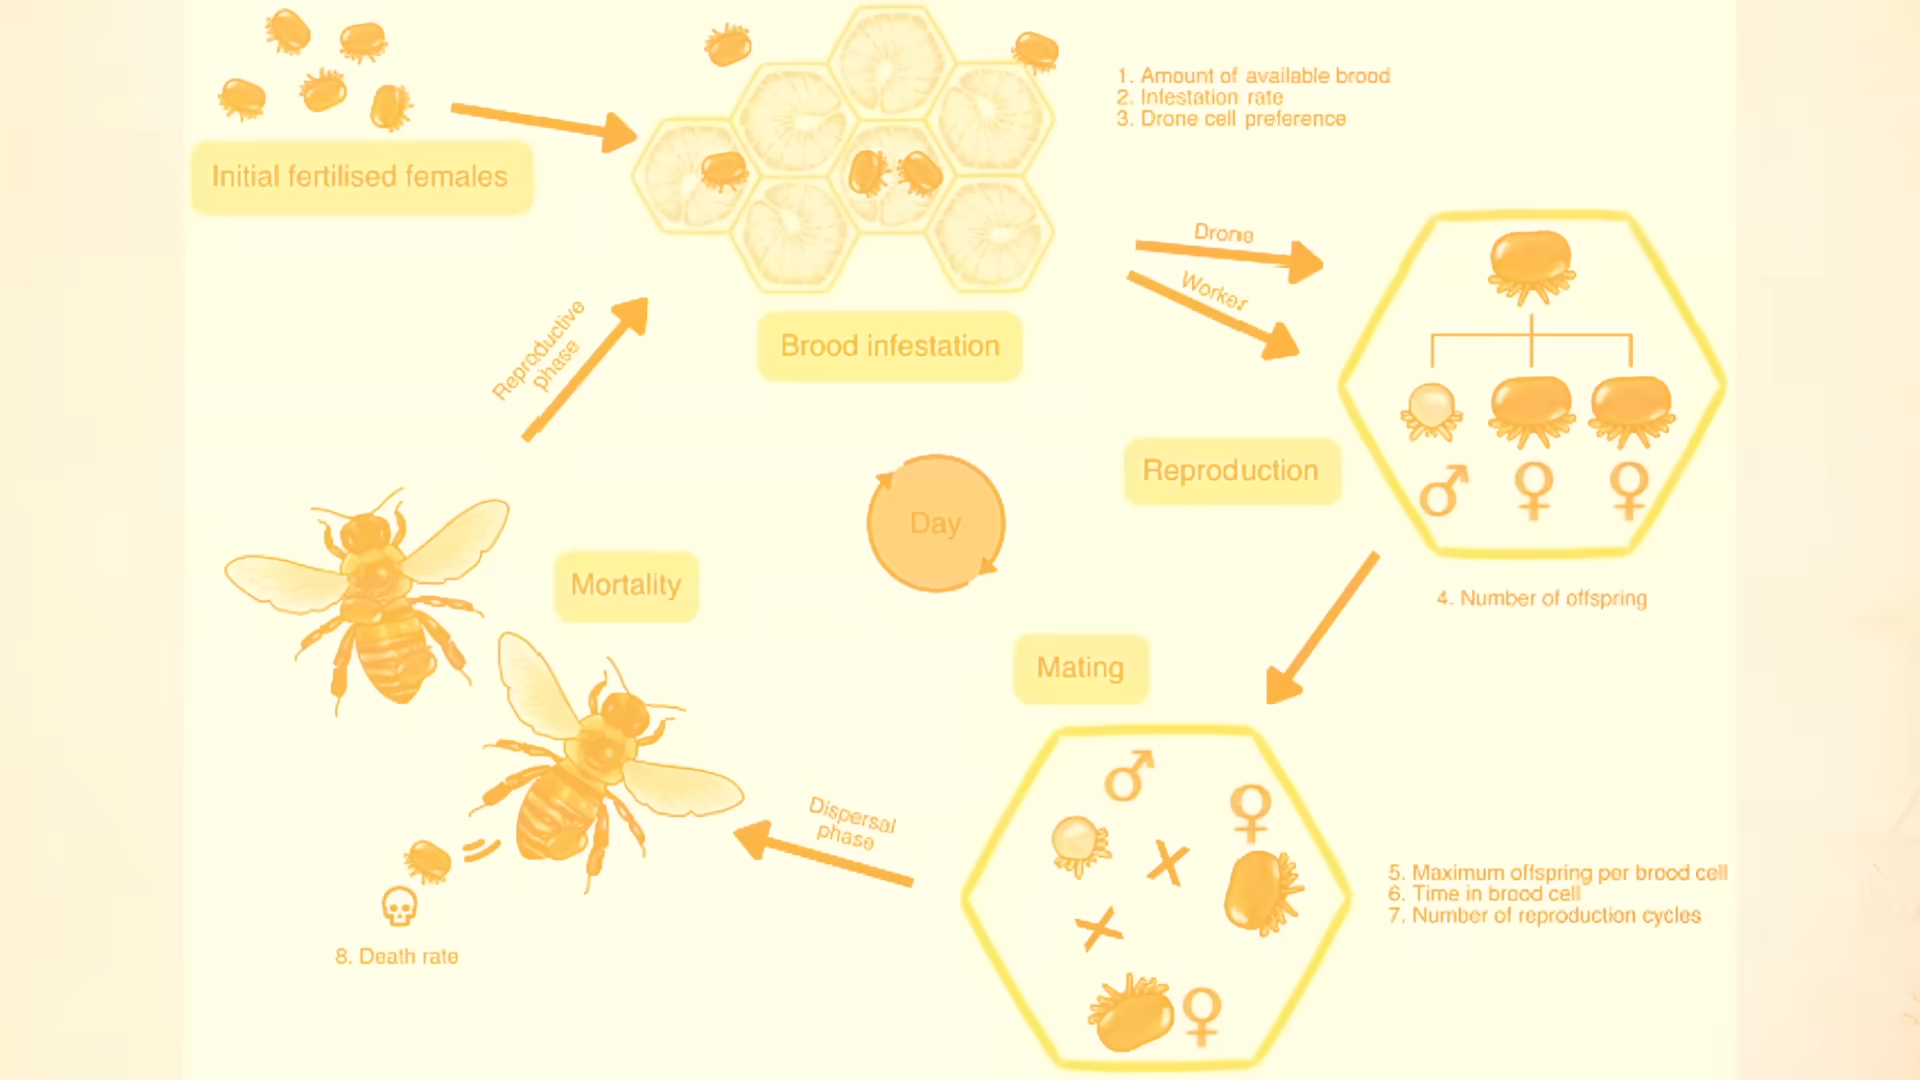 Initial fertilised females
1. Amount of available brood
2. Infestation rate
3. Drone cell preference
Drone
Worker
Reproductive
phase
Brood infestation
Reproduction
Day
Mortality
4. Number of offspring
Mating
Dispersal
phase
5. Maximum offspring per brood cell
6. Time in brood cell
7. Number of reproduction cycles
8. Death rate